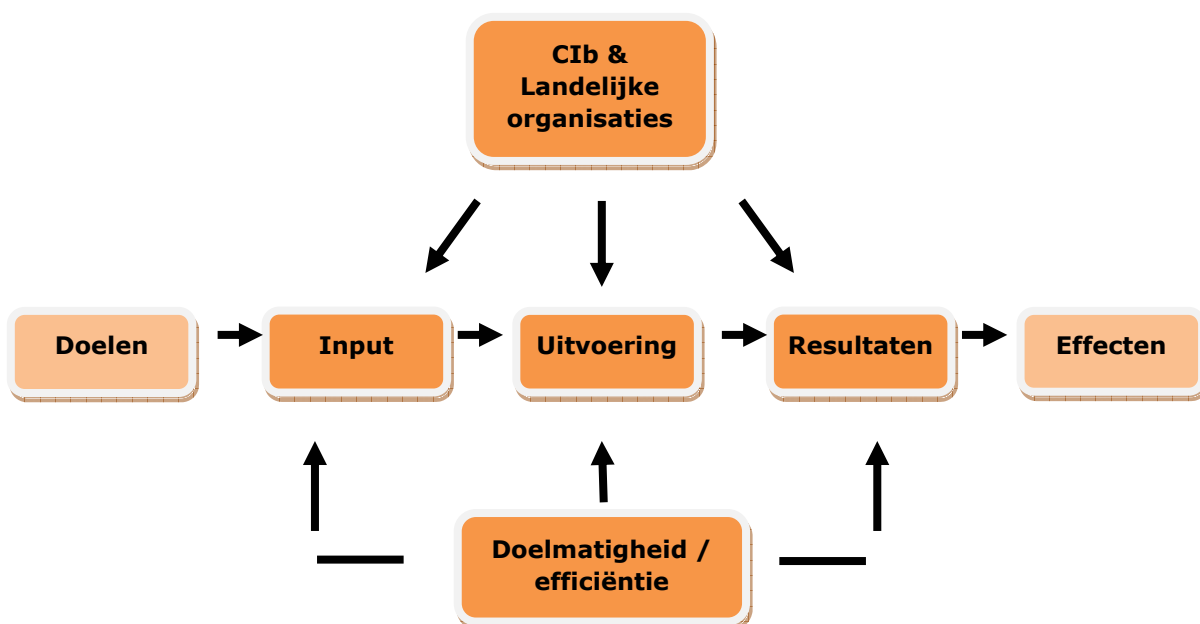 CIb &
Landelijke
organisaties
Doelen
Input
Uitvoering
Resultaten
Effecten
Doelmatigheid /
efficiëntie